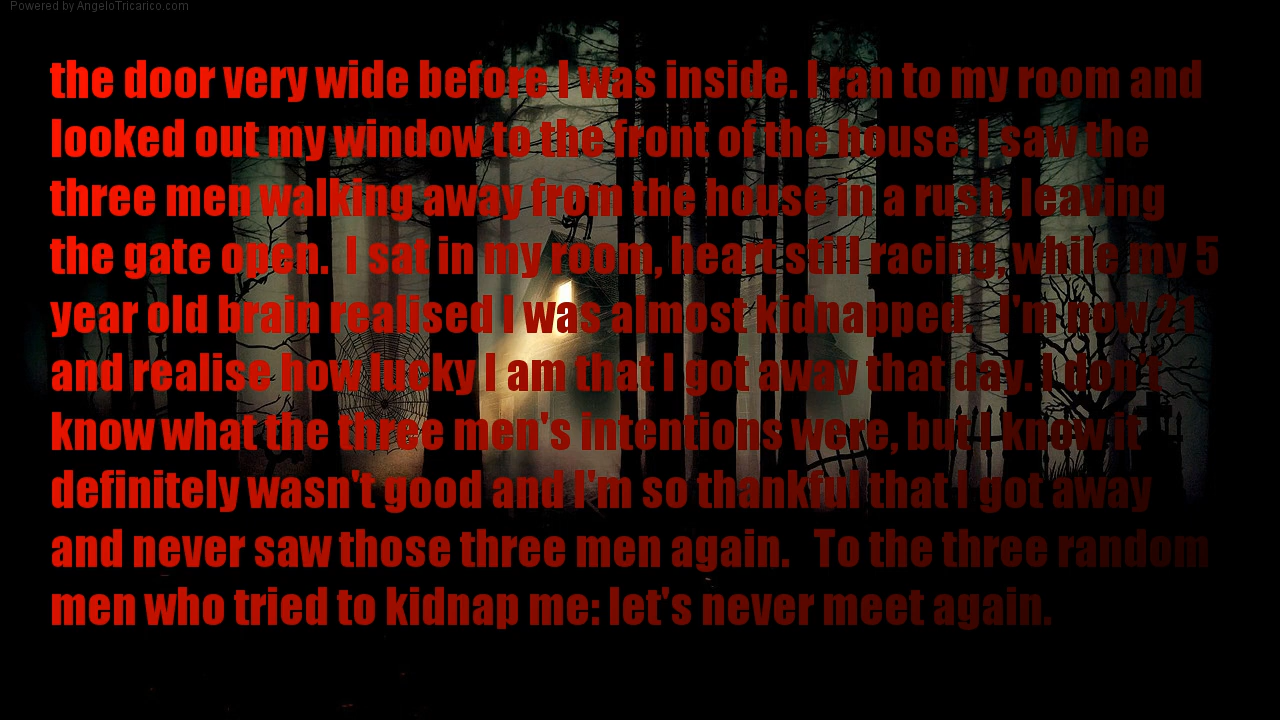 Powered by AngeloTricarico.com
the door very wide before I was inside. I ran to my room and
looked out my window to the front of the house. I saw the
three men walking away from the house in a rush, leaving
the gate open.  I sat in my room, heart still racing, while my 5
year old brain realised I was almost kidnapped.   I'm now 21
and realise how lucky I am that I got away that day. I don't
know what the three men's intentions were, but I know it
definitely wasn't good and I'm so thankful that I got away
and never saw those three men again.   To the three random
men who tried to kidnap me: let's never meet again.